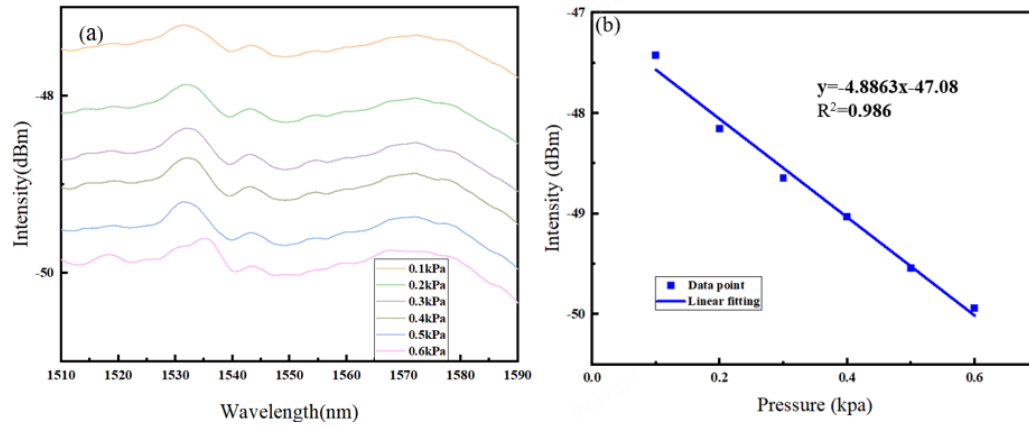 (a)
Intensity(dBm)
-48
-50
0.1kPa
0.2kPa
0.3kPa
0.4kPa
0.5kPa
0.6kPa
1510 1520 1530 1540 1550 1560 1570 1580 1590
Wavelength(nm)
(b)
Intensity (dBm)
-47
-48
-49
-50
y=-4.8863x-47.08
R²=0.986
Data point
Linear fitting
0.0 0.2 0.4 0.6
Pressure (kpa)